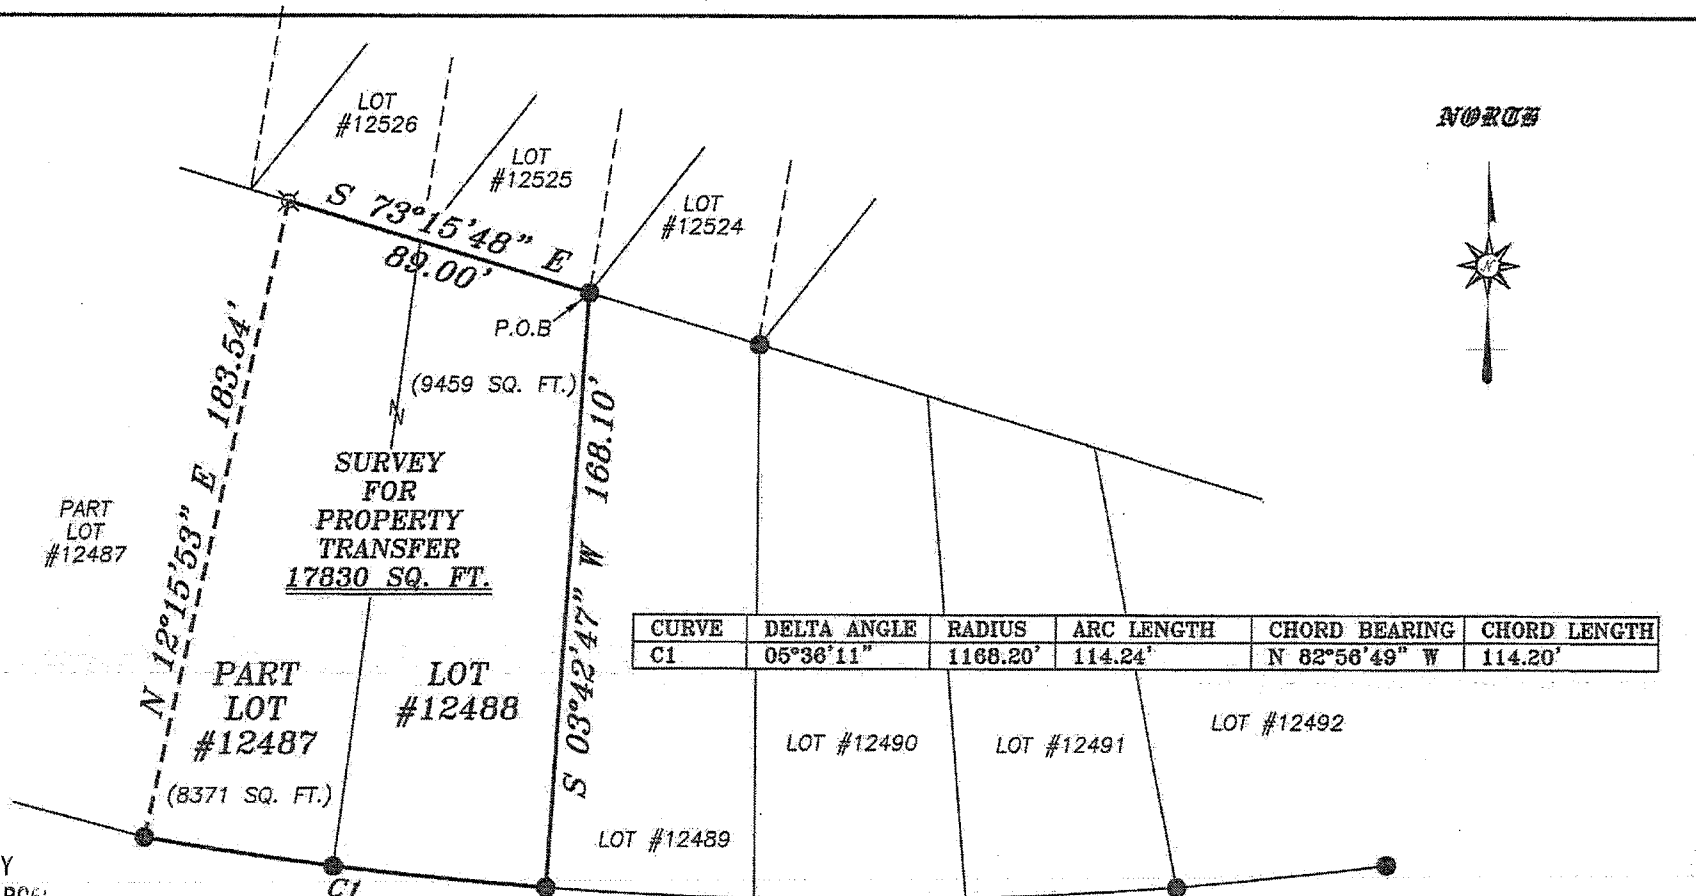 NORTH
LOT
#12526
LOT
#12525
LOT
#12524
S 73°15'48" E
89.00'
P.O.B
(9459 SQ. FT.)
N 12°15'53" E 183.54'
S 03°42'47" W 168.10'
SURVEY
FOR
PROPERTY
TRANSFER
17830 SQ. FT.
PART
LOT
#12487
CURVE DELTA ANGLE RADIUS ARC LENGTH CHORD BEARING CHORD LENGTH
C1 05°36'11" 1168.20' 114.24' N 82°56'49" W 114.20'
PART
LOT
#12487
(8371 SQ. FT.)
LOT
#12488
LOT #12489
LOT #12490
LOT #12491
LOT #12492
C1
Y
N